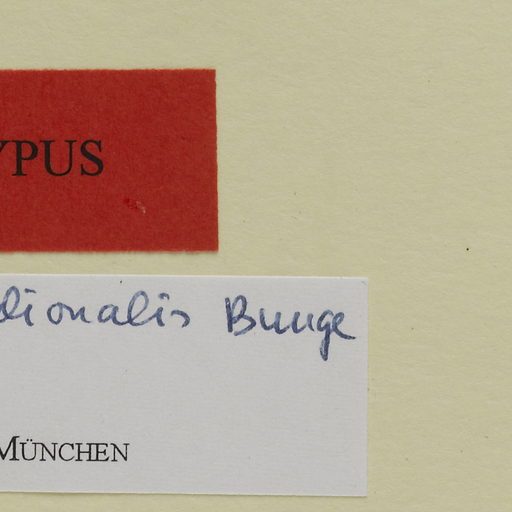 YPUS
dionalis Bunge
MÜNCHEN